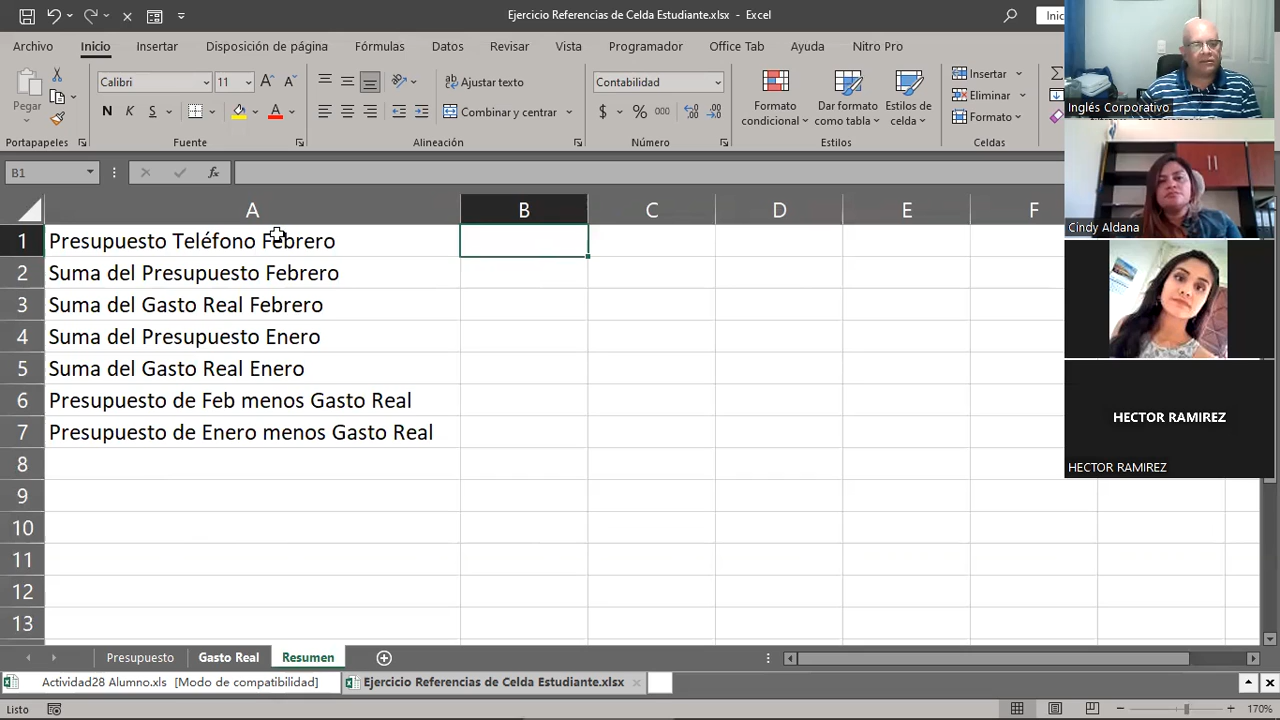 Ejercicio Referencias de Celda Estudiante.xlsx - Excel
Archivo Inicio Insertar Disposición de página Fórmulas Datos Revisar Vista Programador Office Tab Ayuda Nitro Pro
Pegar
Calibri 11
N K S
Ajustar texto
Combinar y centrar
Contabilidad
$ % 000
Formato condicional
Dar formato como tabla
Estilos de celda
Insertar
Eliminar
Formato
Portapapeles Fuente Alineación Número Estilos Celdas
B1
fx
A B C D E F
1 Presupuesto Teléfono Febrero
2 Suma del Presupuesto Febrero
3 Suma del Gasto Real Febrero
4 Suma del Presupuesto Enero
5 Suma del Gasto Real Enero
6 Presupuesto de Feb menos Gasto Real
7 Presupuesto de Enero menos Gasto Real
8
9
10
11
12
13
Presupuesto Gasto Real Resumen
Actividad28 Alumno.xls [Modo de compatibilidad] Ejercicio Referencias de Celda Estudiante.xlsx
Listo
170%
Inglés Corporativo
Cindy Aldana
HECTOR RAMIREZ
HECTOR RAMIREZ